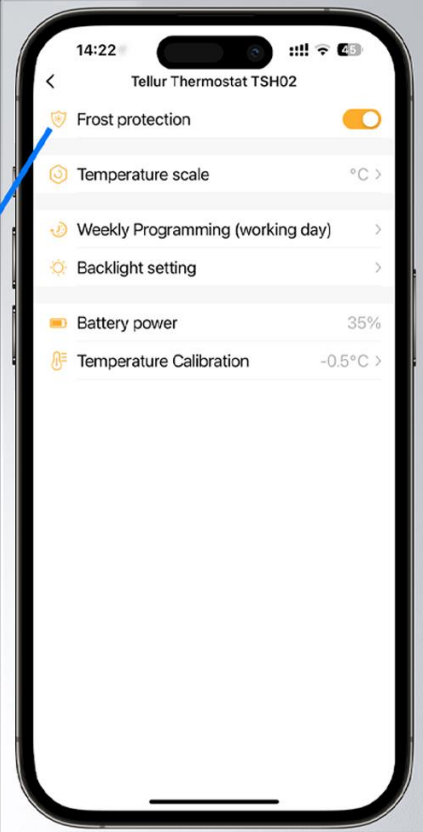 14:22
45
Tellur Thermostat TSH02
Frost protection
Temperature scale °C
Weekly Programming (working day)
Backlight setting
Battery power 35%
Temperature Calibration -0.5°C